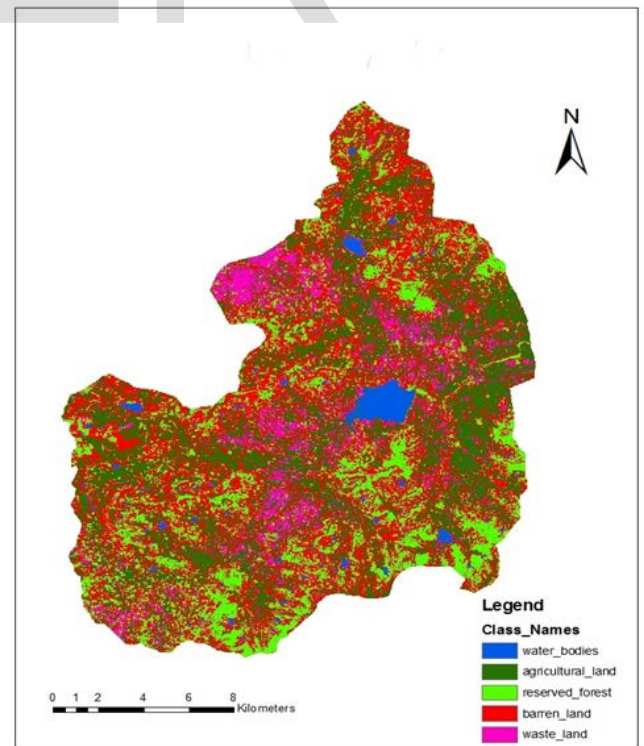 N
Legend
Class_Names
water_bodies
agricultural_land
reserved_forest
barren_land
waste_land
0 1 2 4 6 8
Kilometers